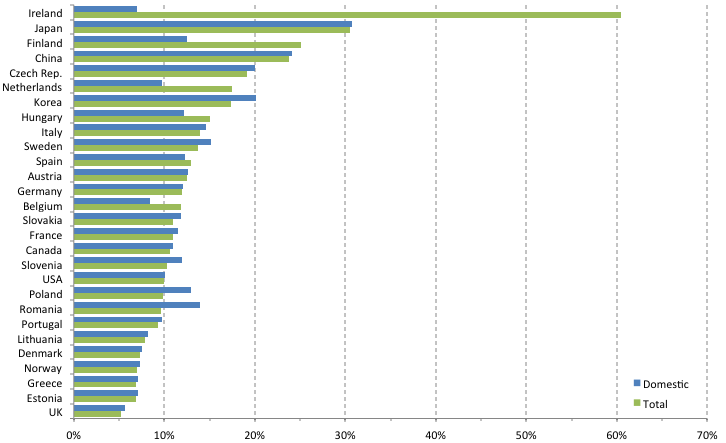 Ireland
Japan
Finland
China
Czech Rep.
Netherlands
Korea
Hungary
Italy
Sweden
Spain
Austria
Germany
Belgium
Slovakia
France
Canada
Slovenia
USA
Poland
Romania
Portugal
Lithuania
Denmark
Norway
Greece
Estonia
UK
Domestic
Total
0% 10% 20% 30% 40% 50% 60% 70%